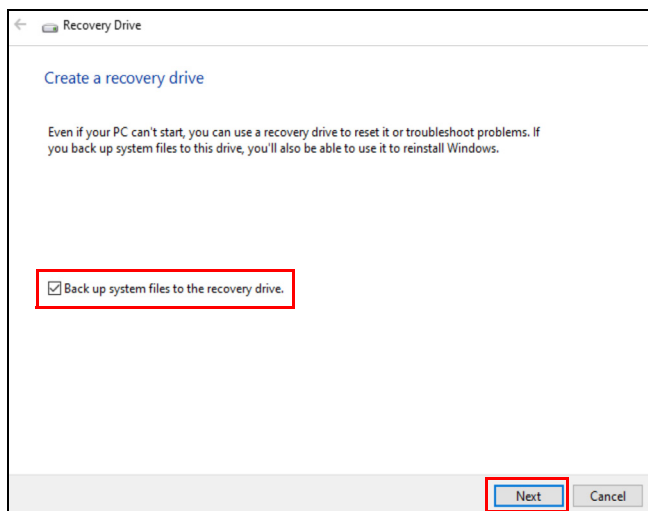 Recovery Drive
Create a recovery drive
Even if your PC can't start, you can use a recovery drive to reset it or troubleshoot problems. If
you back up system files to this drive, you'll also be able to use it to reinstall Windows.
Back up system files to the recovery drive.
Next
Cancel